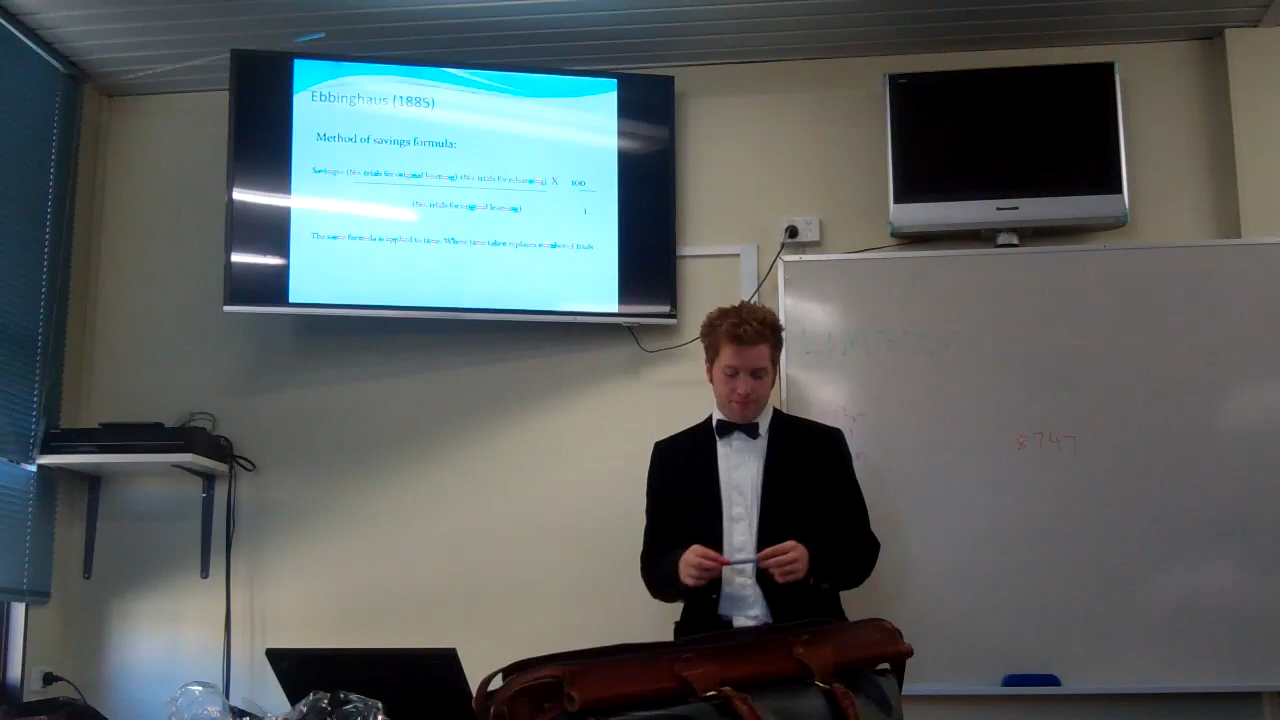 Ebbinghaus (1885)
Method of savings formula:
Savings= (No. trials for original learning)-(No. trials for relearning) X 100
(No. trials for original learning) 1
The same formula is applied to time. Where time taken replaces number of trials
8747